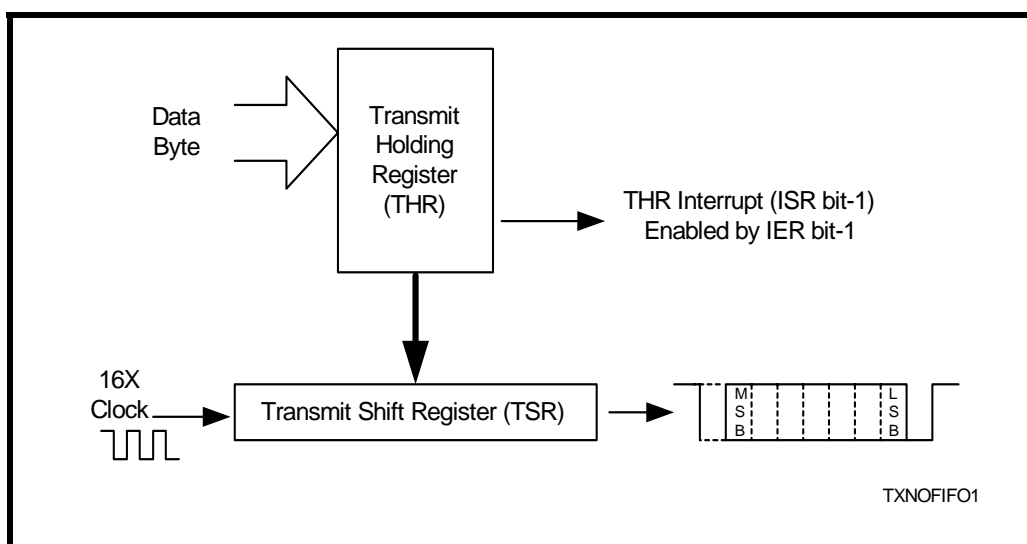 Data
Byte
Transmit
Holding
Register
(THR)
THR Interrupt (ISR bit-1)
Enabled by IER bit-1
16X
Clock
Transmit Shift Register (TSR)
M
S
B
L
S
B
TXNOFIFO1